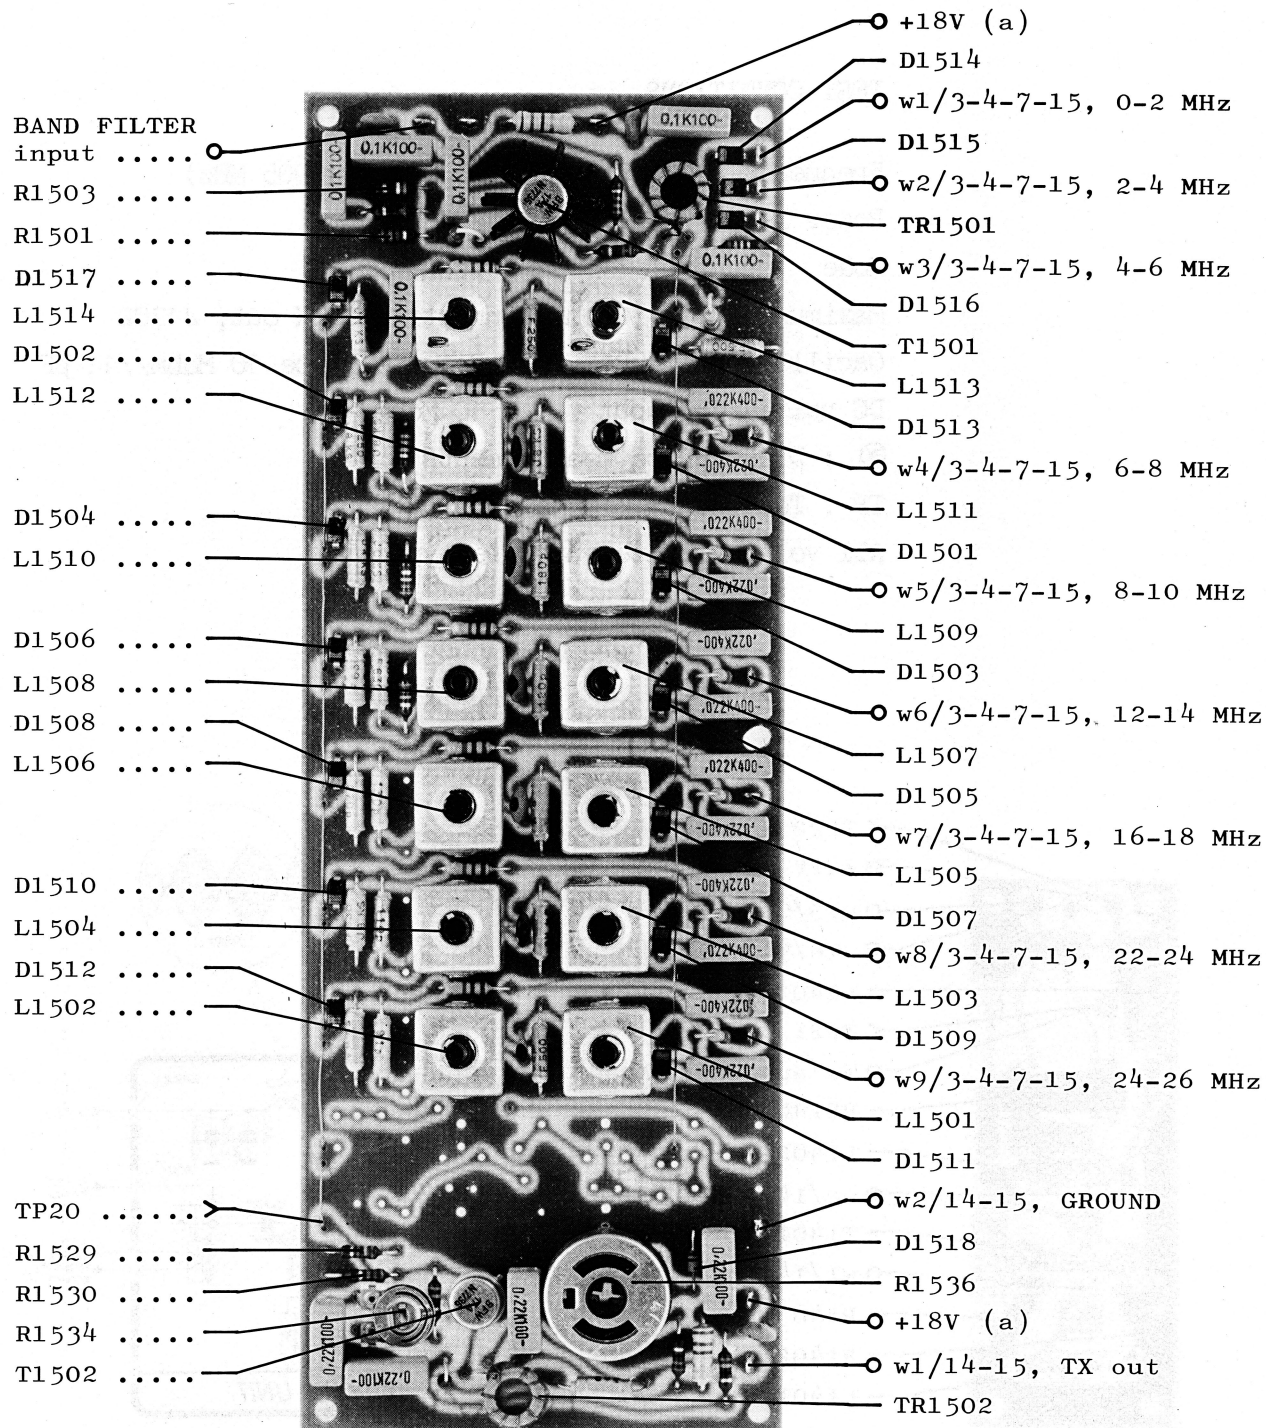 BAND FILTER
input .....
R1503 .....
R1501 .....
D1517 .....
L1514 .....
D1502 .....
L1512 .....
D1504 .....
L1510 .....
D1506 .....
L1508 .....
D1508 .....
L1506 .....
D1510 .....
L1504 .....
D1512 .....
L1502 .....
TP20 ......
R1529 .....
R1530 .....
R1534 .....
T1502 .....
+18V (a)
D1514
w1/3-4-7-15, 0-2 MHz
D1515
w2/3-4-7-15, 2-4 MHz
TR1501
w3/3-4-7-15, 4-6 MHz
D1516
T1501
L1513
D1513
w4/3-4-7-15, 6-8 MHz
L1511
D1501
w5/3-4-7-15, 8-10 MHz
L1509
D1503
w6/3-4-7-15, 12-14 MHz
L1507
D1505
w7/3-4-7-15, 16-18 MHz
L1505
D1507
w8/3-4-7-15, 22-24 MHz
L1503
D1509
w9/3-4-7-15, 24-26 MHz
L1501
D1511
w2/14-15, GROUND
D1518
R1536
+18V (a)
w1/14-15, TX out
TR1502
0,1K100-
0,1K100-
0,1K100-
0,1K100-
0,1K100-
0,1K100-
,022K400-
,022K400-
,022K400-
,022K400-
,022K400-
,022K400-
,022K400-
,022K400-
,022K400-
,022K400-
,022K400-
,022K400-
180p
0,22K100-
0,22K100-
0,22K100-
0,22K100-